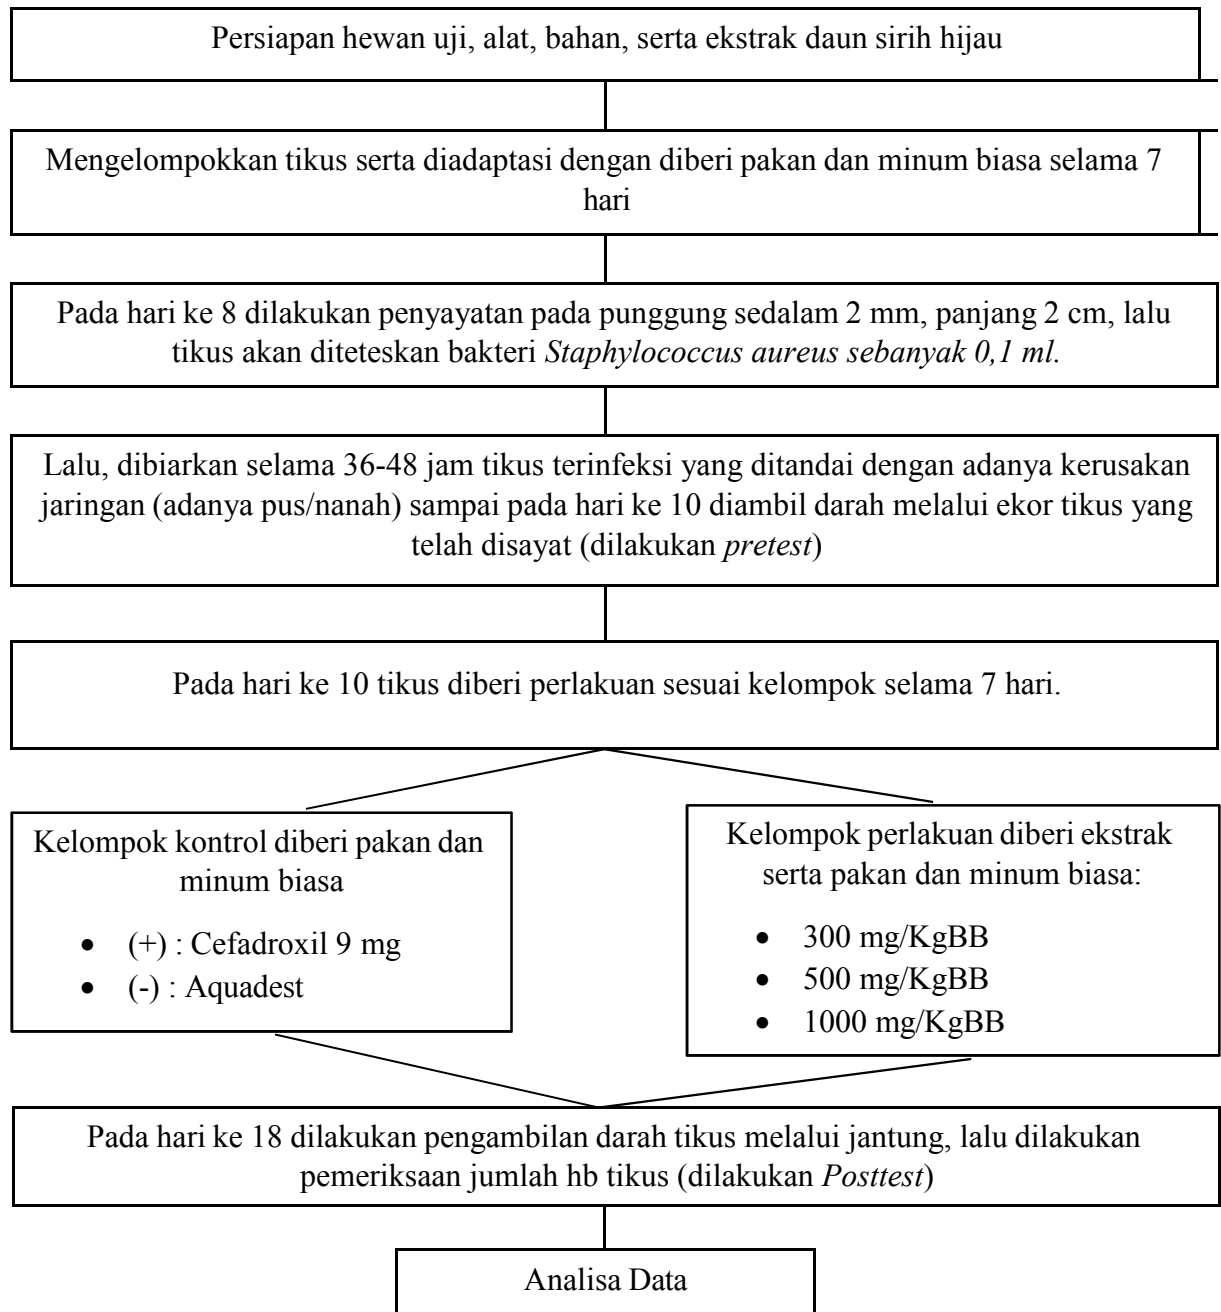 Persiapan hewan uji, alat, bahan, serta ekstrak daun sirih hijau
Mengelompokkan tikus serta diadaptasi dengan diberi pakan dan minum biasa selama 7
hari
Pada hari ke 8 dilakukan penyayatan pada punggung sedalam 2 mm, panjang 2 cm, lalu
tikus akan diteteskan bakteri Staphylococcus aureus sebanyak 0,1 ml.
Lalu, dibiarkan selama 36-48 jam tikus terinfeksi yang ditandai dengan adanya kerusakan
jaringan (adanya pus/nanah) sampai pada hari ke 10 diambil darah melalui ekor tikus yang
telah disayat (dilakukan pretest)
Pada hari ke 10 tikus diberi perlakuan sesuai kelompok selama 7 hari.
Kelompok kontrol diberi pakan dan
minum biasa
• (+) : Cefadroxil 9 mg
• (-) : Aquadest
Kelompok perlakuan diberi ekstrak
serta pakan dan minum biasa:
• 300 mg/KgBB
• 500 mg/KgBB
• 1000 mg/KgBB
Pada hari ke 18 dilakukan pengambilan darah tikus melalui jantung, lalu dilakukan
pemeriksaan jumlah hb tikus (dilakukan Posttest)
Analisa Data